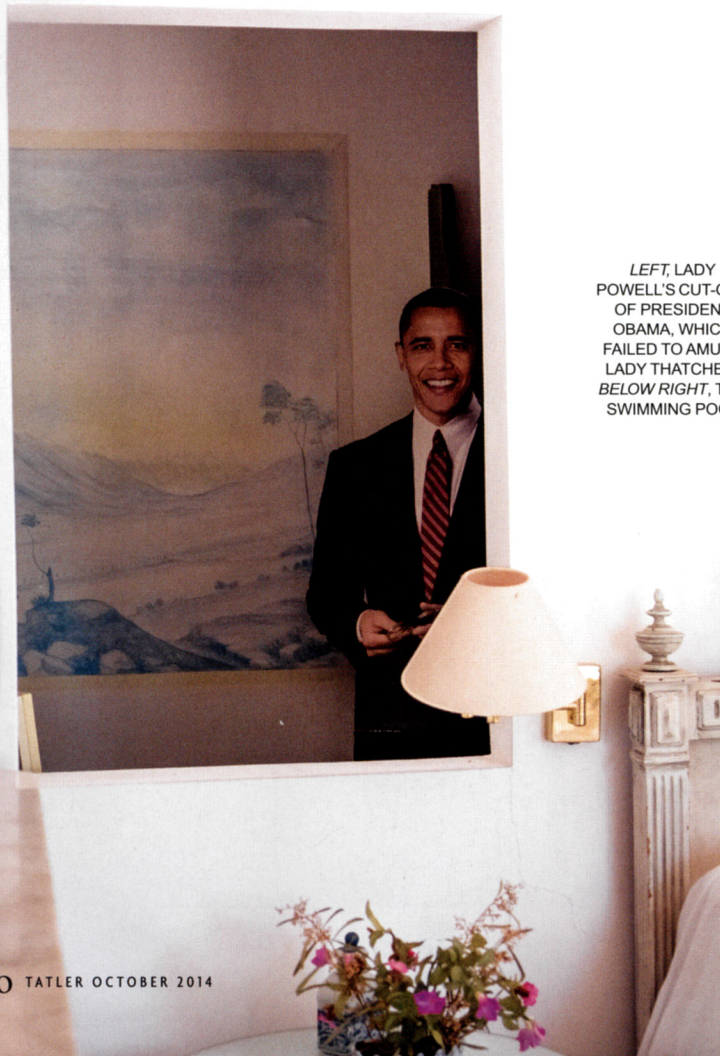 LEFT, LADY
POWELL'S CUT-O
OF PRESIDEN
OBAMA, WHIC
FAILED TO AMU
LADY THATCHE
BELOW RIGHT, T
SWIMMING POO
0 TATLER OCTOBER 2014